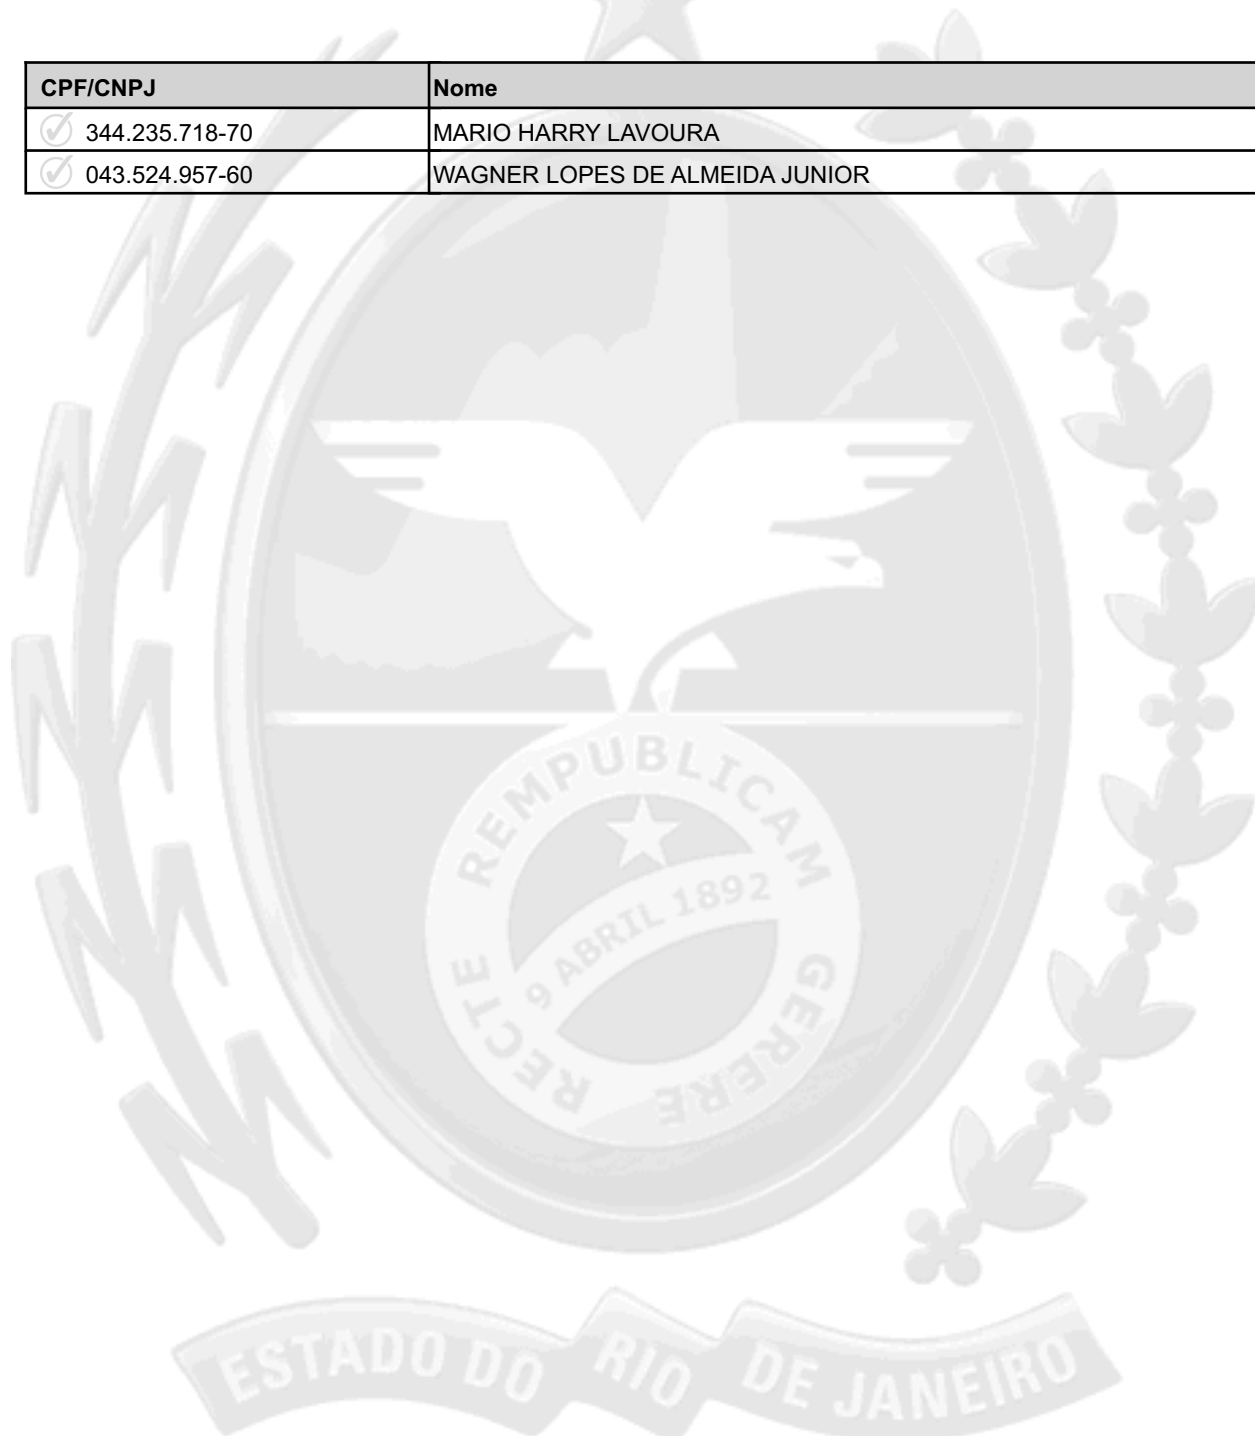 CPF/CNPJ Nome
344.235.718-70 MARIO HARRY LAVOURA
043.524.957-60 WAGNER LOPES DE ALMEIDA JUNIOR
REMPUBLICAM
9 ABRIL 1892
RECTE GERERE
ESTADO DO RIO DE JANEIRO